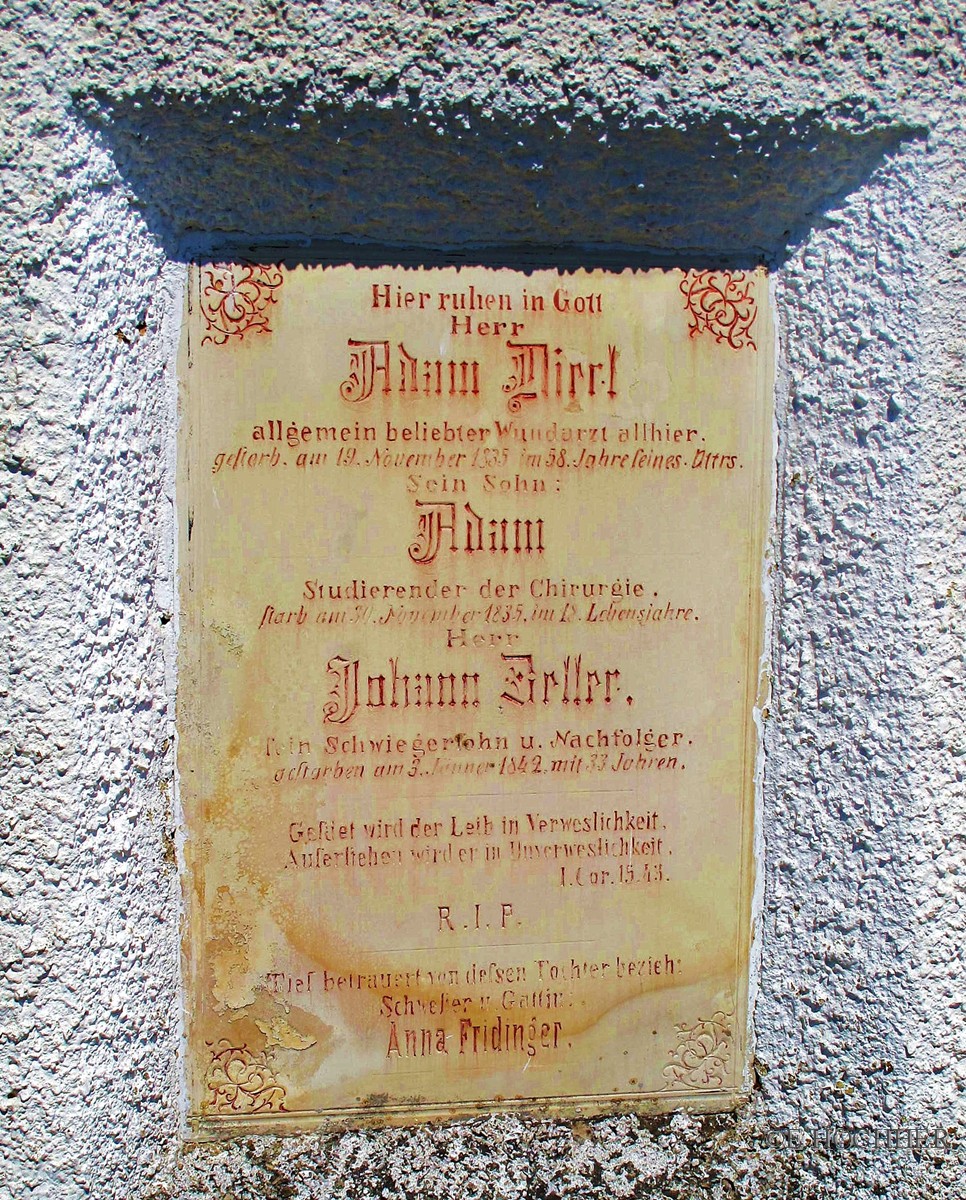 Hier ruhen in Gott
Herr
Adam
allgemein beliebter Wundarzt allhier.
gestorb. am 19. November 1835 im 58. Jahre seines. Altrs.
Sein Sohn:
Adam
Studierender der Chirurgie.
starb am 30. November 1835. im 18. Lebensjahre.
Herr
Johann Zeller.
sein Schwiegersohn u. Nachfolger.
gestorben am 3. Jänner 1842. mit 33 Jahren.
Gesäet wird der Leib in Verweslichkeit,
Auferstehen wird er in Unverweslichkeit.
I. Cor. 15.43.
R.I.P.
Tief betrauert von dessen Tochter bezieh:
Schwester u. Gattin:
Anna Fridinger.